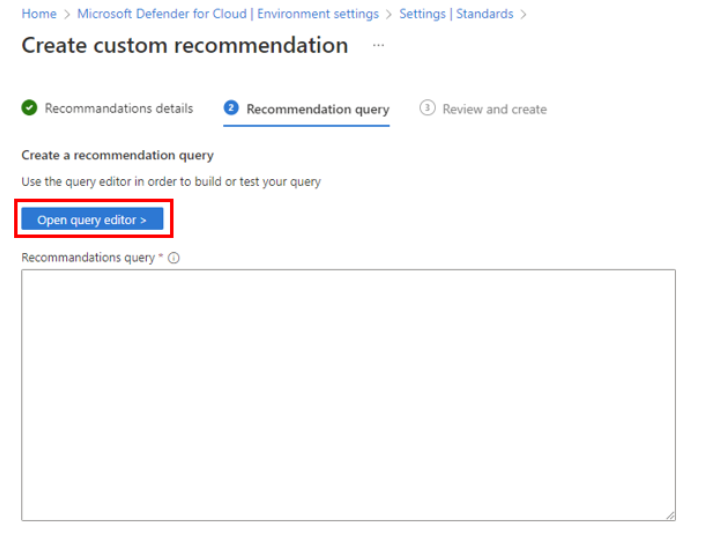 Home > Microsoft Defender for Cloud | Environment settings > Settings | Standards >
Create custom recommendation ...
Recommandations details 2 Recommendation query 3 Review and create
Create a recommendation query
Use the query editor in order to build or test your query
Open query editor >
Recommandations query *